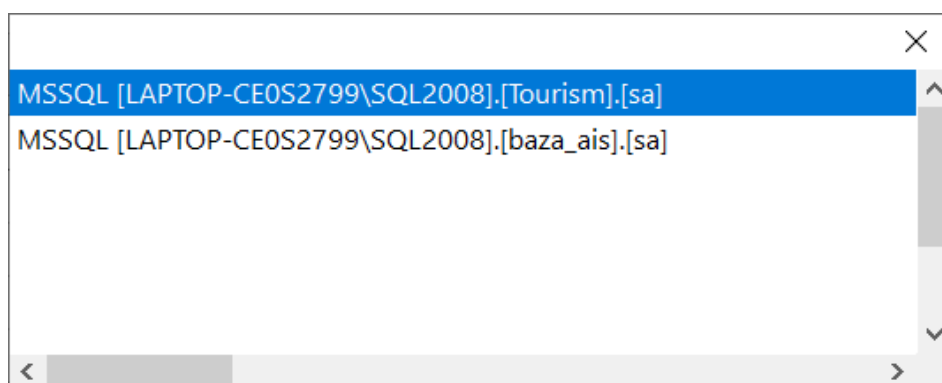 MSSQL [LAPTOP-CE0S2799\SQL2008].[Tourism].[sa]
MSSQL [LAPTOP-CE0S2799\SQL2008].[baza_ais].[sa]